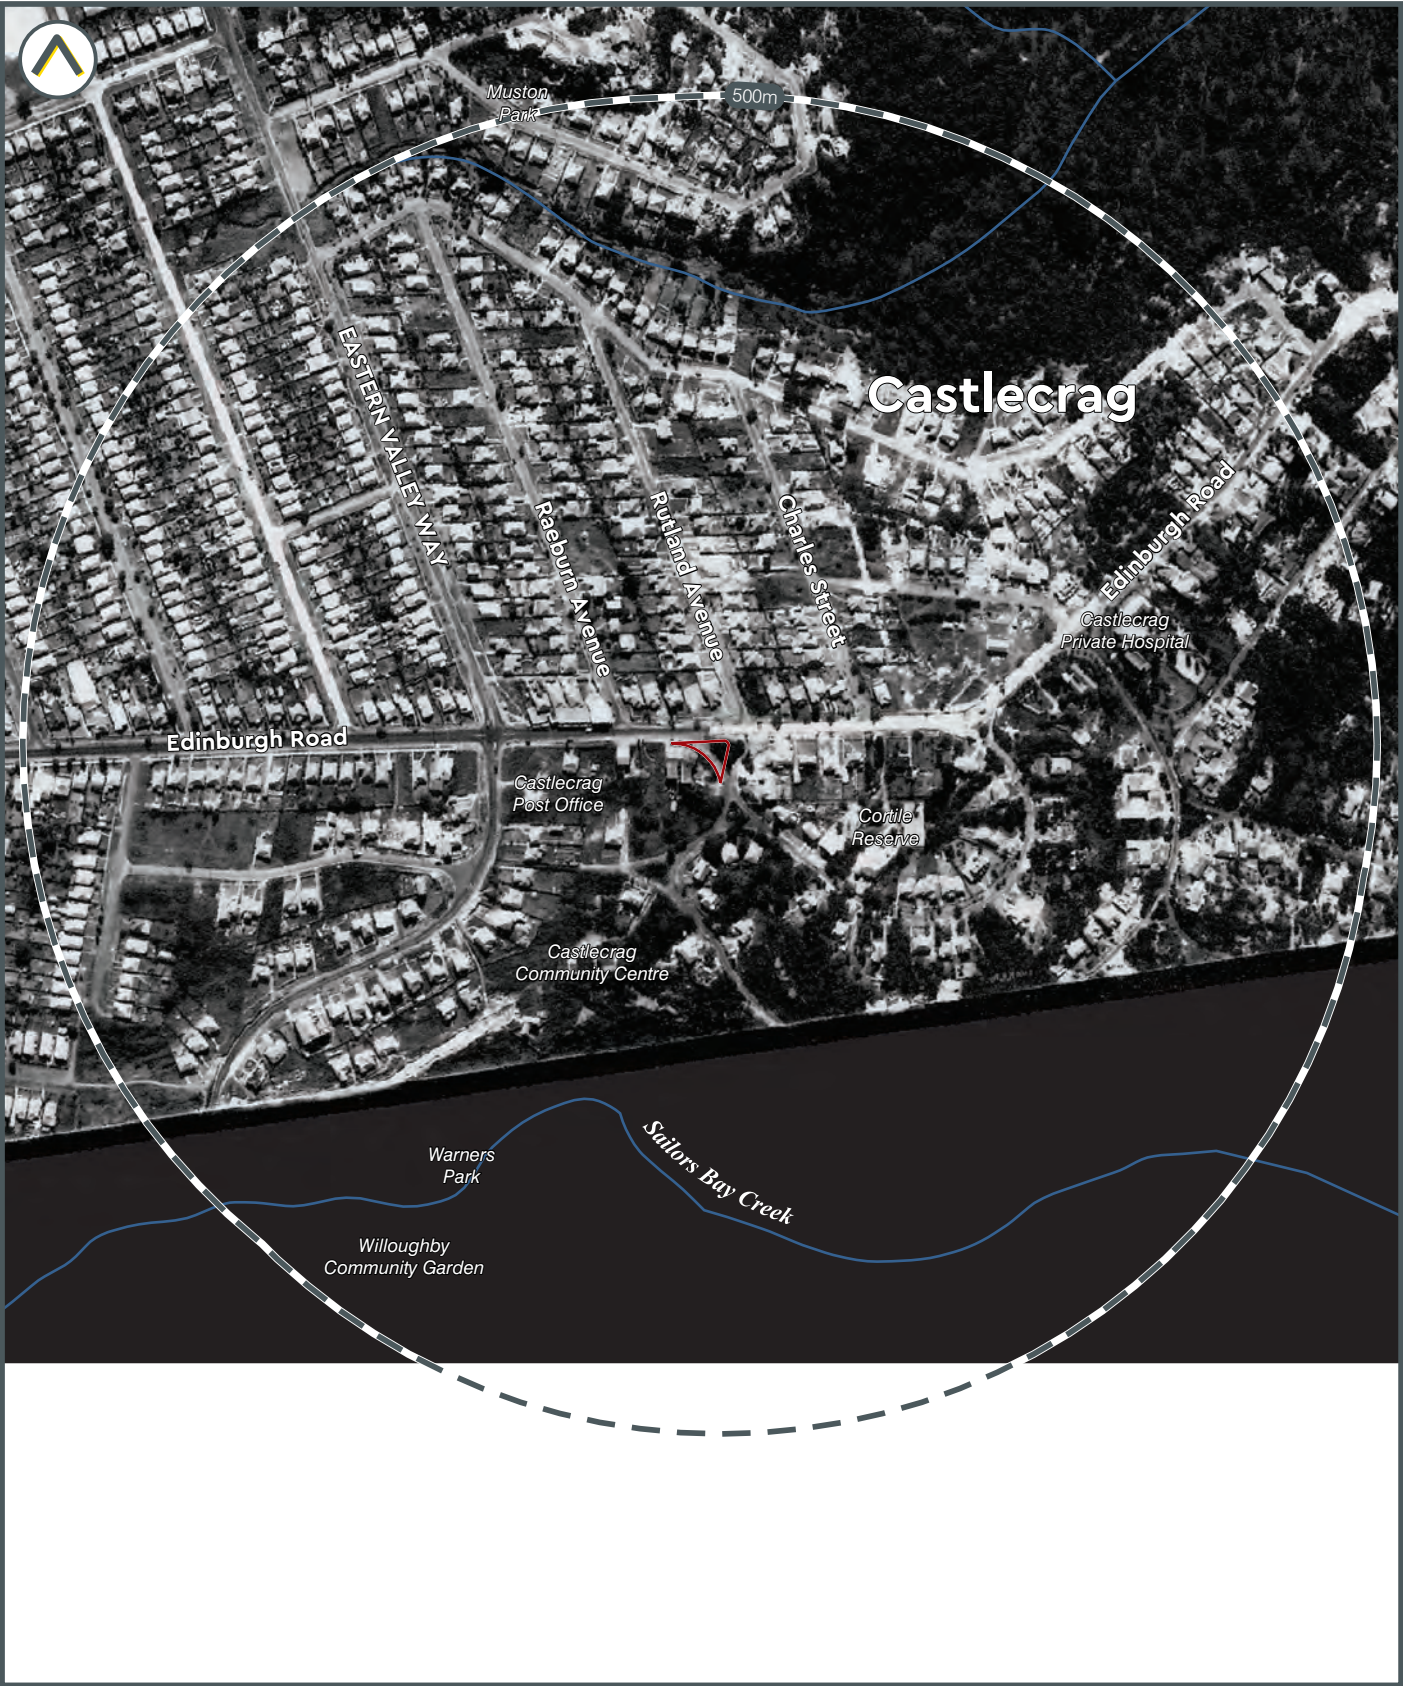 Muston
Park
500m
Castlecrag
EASTERN VALLEY WAY
Raeburn Avenue
Rutland Avenue
Charles Street
Edinburgh Road
Castlecrag
Private Hospital
Edinburgh Road
Castlecrag
Post Office
Cortile
Reserve
Castlecrag
Community Centre
Sailors Bay Creek
Warners
Park
Willoughby
Community Garden